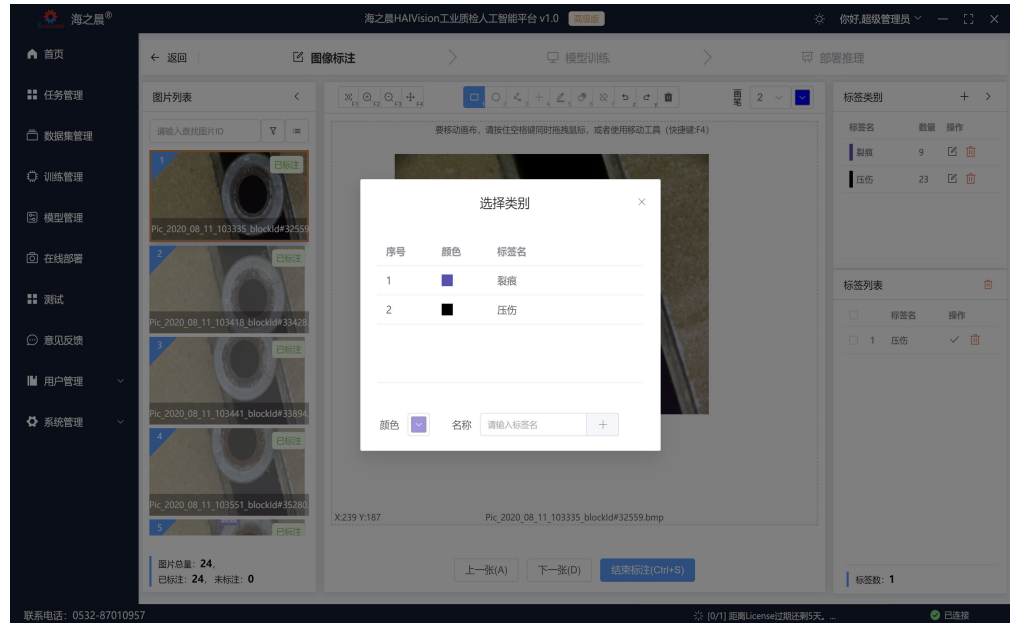 海之晨®
海之晨HAIVision工业质检人工智能平台 v1.0 高级版
你好,超级管理员
首页
任务管理
数据集管理
训练管理
模型管理
在线部署
测试
意见反馈
用户管理
系统管理
返回
图像标注
模型训练
部署推理
图片列表
请输入查找图片ID
1 已标注
Pic_2020_08_11_103335_blockId#32559
2 已标注
Pic_2020_08_11_103418_blockId#33428
3 已标注
Pic_2020_08_11_103441_blockId#33894
4 已标注
Pic_2020_08_11_103551_blockId#35280
5 已标注
图片总量: 24,
已标注: 24, 未标注: 0
F1 F2 F3 F4
画笔 2
要移动画布，请按住空格键同时拖拽鼠标，或者使用移动工具（快捷键:F4）
选择类别
序号 颜色 标签名
1 裂痕
2 压伤
颜色 名称 请输入标签名
X:239 Y:187
Pic_2020_08_11_103335_blockId#32559.bmp
上一张(A) 下一张(D) 结束标注(Ctrl+S)
标签类别
标签名 数量 操作
裂痕 9
压伤 23
标签列表
标签名 操作
1 压伤
标签数: 1
联系电话: 0532-87010957
[0/1] 距离License过期还剩5天。...
已连接